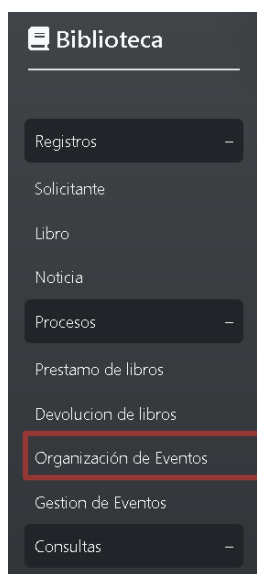 Biblioteca
Registros –
Solicitante
Libro
Noticia
Procesos –
Prestamo de libros
Devolucion de libros
Organización de Eventos
Gestion de Eventos
Consultas –